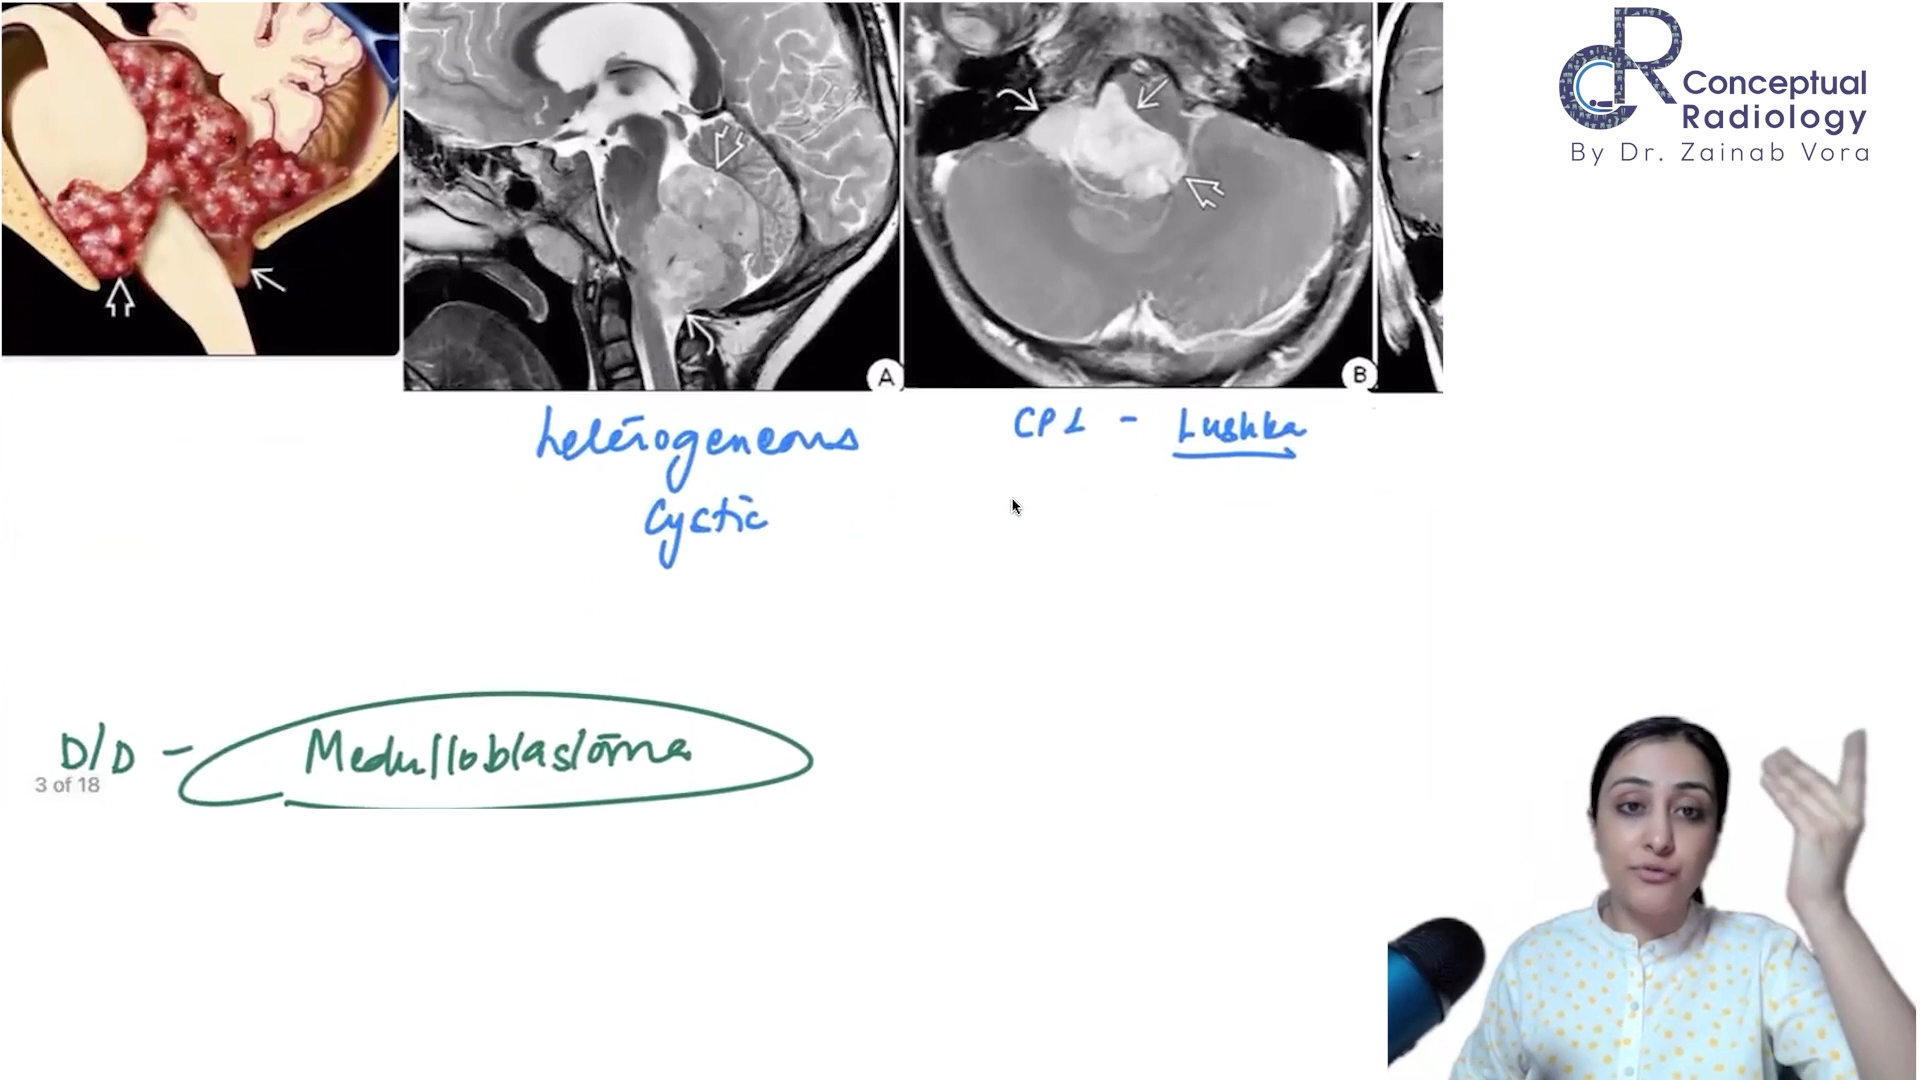 Conceptual
Radiology
By Dr. Zainab Vora
A
B
heterogeneous
cystic
CPL - Lushka
D/D - Medulloblastoma
3 of 18